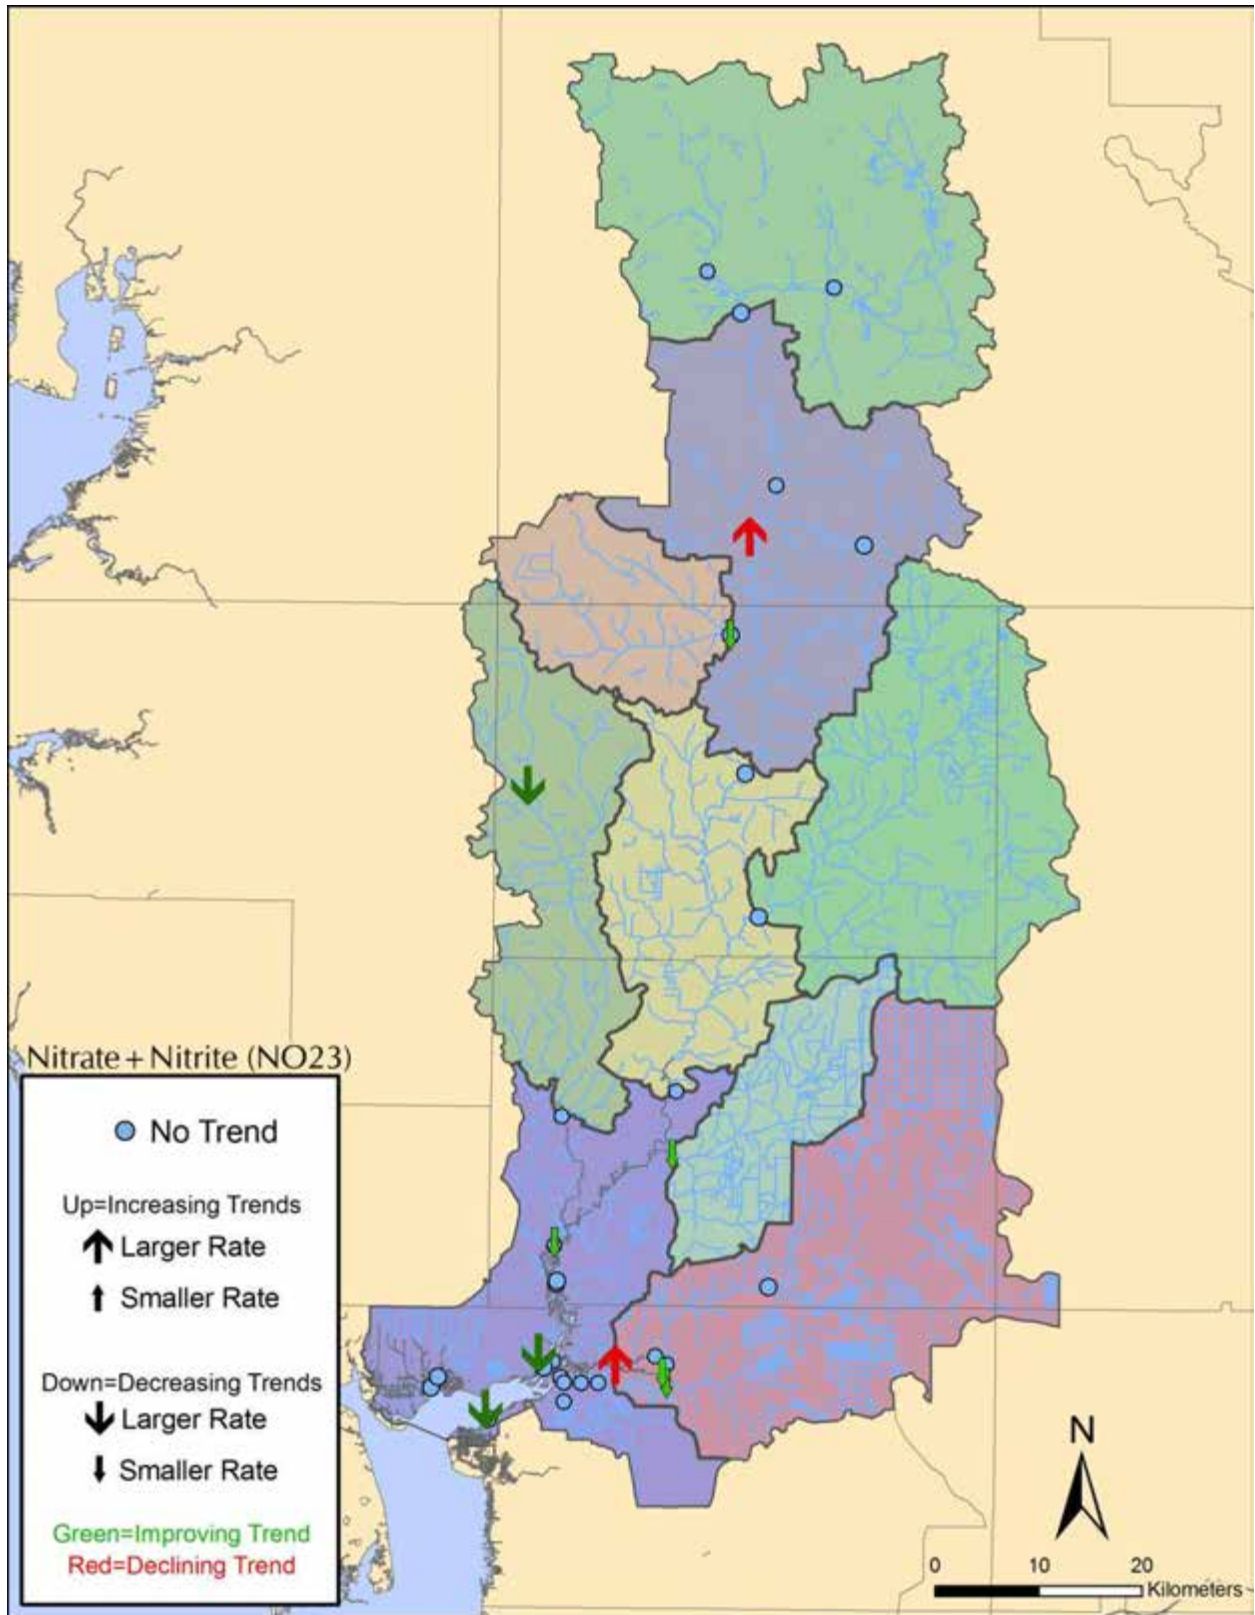 Nitrate+Nitrite (NO23)
No Trend
Up=Increasing Trends
Larger Rate
Smaller Rate
Down=Decreasing Trends
Larger Rate
Smaller Rate
Green=Improving Trend
Red=Declining Trend
N
0 10 20
Kilometers